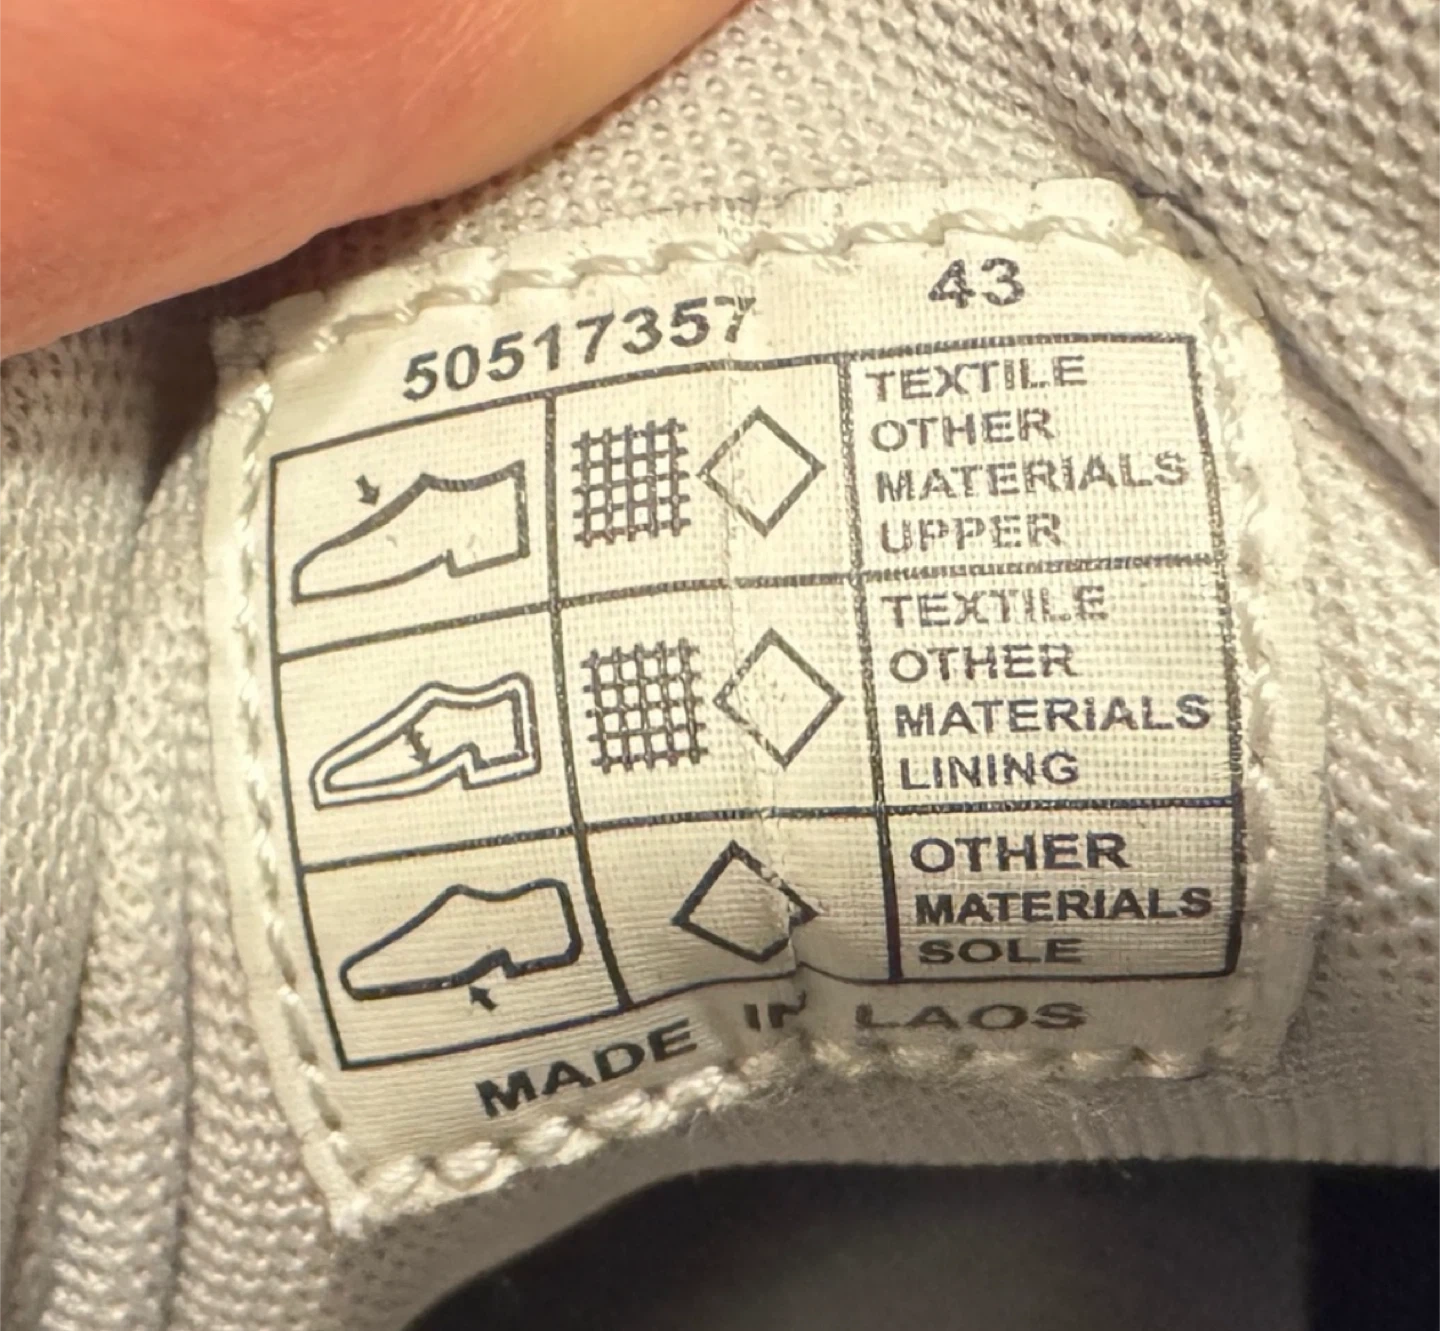 50517357 43
TEXTILE
OTHER
MATERIALS
UPPER
TEXTILE
OTHER
MATERIALS
LINING
OTHER
MATERIALS
SOLE
MADE IN LAOS